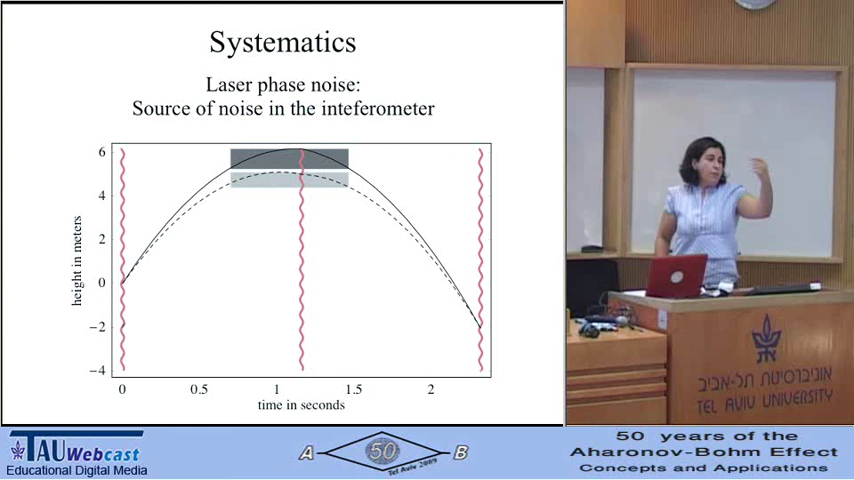 Systematics
Laser phase noise:
Source of noise in the inteferometer
6
4
2
0
−2
−4
height in meters
0
0.5
1
1.5
2
time in seconds
אוניברסיטת תל-אביב
TEL AVIV UNIVERSITY
TAU Webcast
Educational Digital Media
A 50 B
Tel Aviv 2009
50 years of the
Aharonov-Bohm Effect
Concepts and Applications